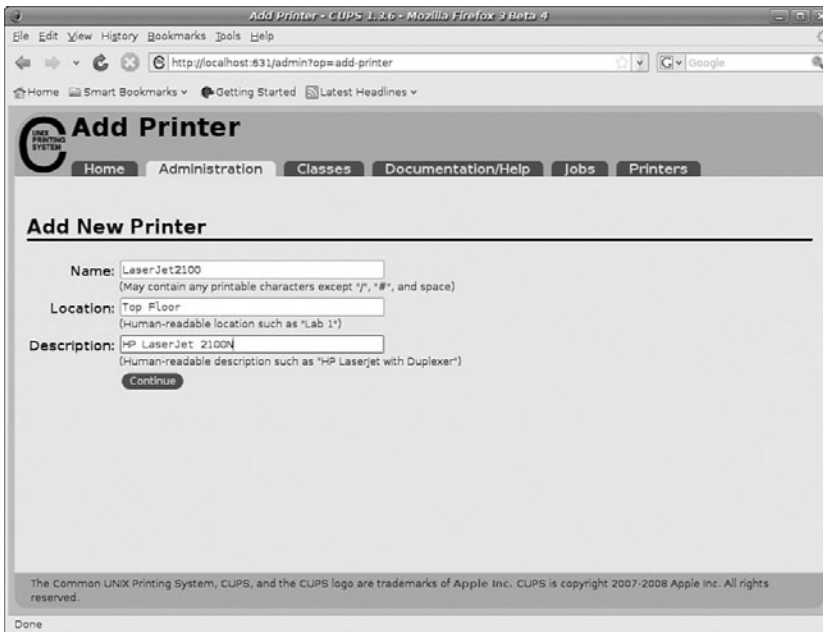 Add Printer - CUPS 1.3.6 - Mozilla Firefox 3 Beta 4
File Edit View History Bookmarks Tools Help
http://localhost:631/admin?op=add-printer
Google
Home Smart Bookmarks Getting Started Latest Headlines
UNIX PRINTING SYSTEM
Add Printer
Home Administration Classes Documentation/Help Jobs Printers
Add New Printer
Name: LaserJet2100
(May contain any printable characters except "/", "#", and space)
Location: Top Floor
(Human-readable location such as "Lab 1")
Description: HP LaserJet 2100N
(Human-readable description such as "HP LaserJet with Duplexer")
Continue
The Common UNIX Printing System, CUPS, and the CUPS logo are trademarks of Apple Inc. CUPS is copyright 2007-2008 Apple Inc. All rights
reserved.
Done